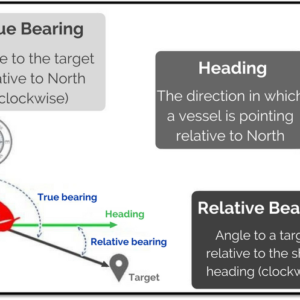 ue Bearing
e to the target
ative to North
clockwise)
Heading
The direction in which
a vessel is pointing
relative to North
True bearing
Heading
Relative bearing
Target
Relative Bea
Angle to a targ
relative to the sh
heading (clockw